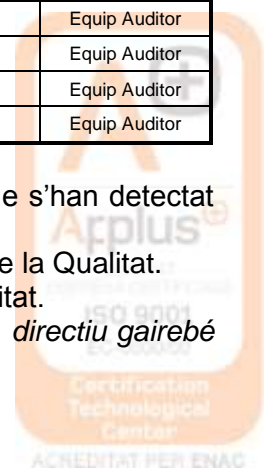 Equip Auditor
Equip Auditor
Equip Auditor
Equip Auditor
e s'han detectat
e la Qualitat.
itat.
directiu gairebé
A+
Applus⊕
ISO 9001
Certification
Technological
Center
ACREDITAT PER ENAC